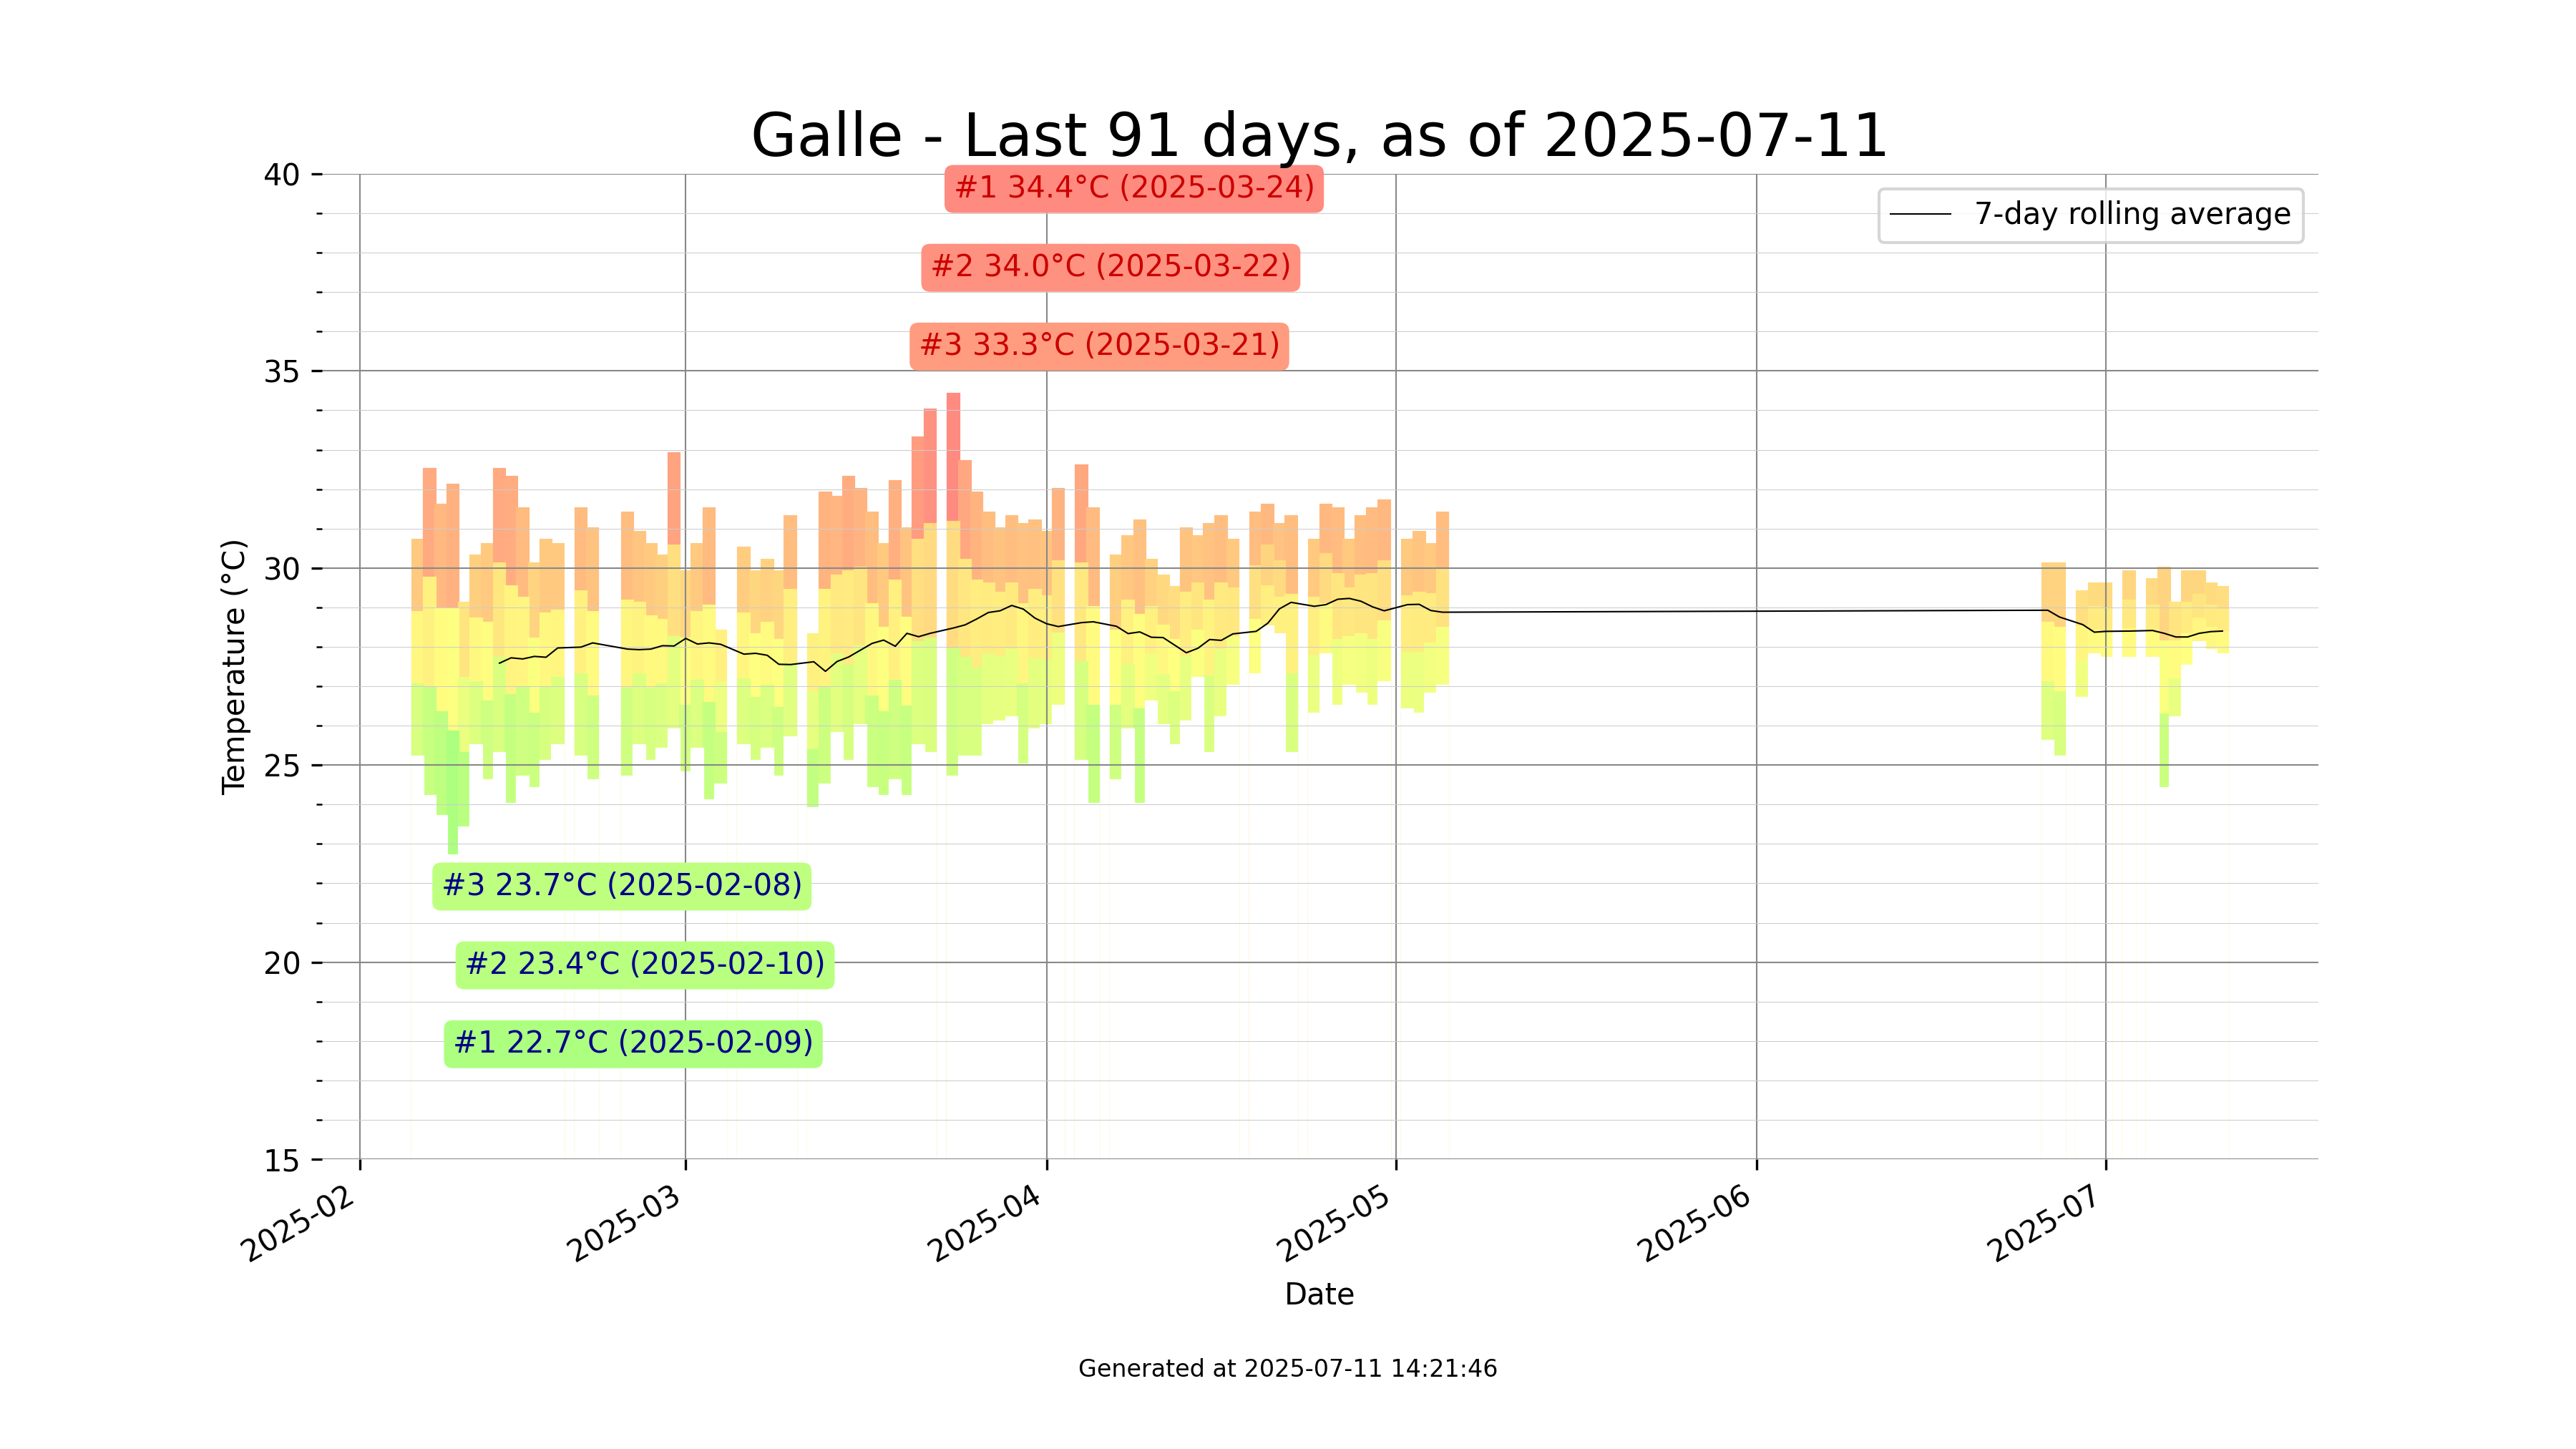 Galle - Last 91 days, as of 2025-07-11
40
#1 34.4°C (2025-03-24)
7-day rolling average
#2 34.0°C (2025-03-22)
#3 33.3°C (2025-03-21)
35
30
Temperature (°C)
25
#3 23.7°C (2025-02-08)
20
#2 23.4°C (2025-02-10)
#1 22.7°C (2025-02-09)
15
2025-02
2025-03
2025-04
2025-05
2025-06
2025-07
Date
Generated at 2025-07-11 14:21:46